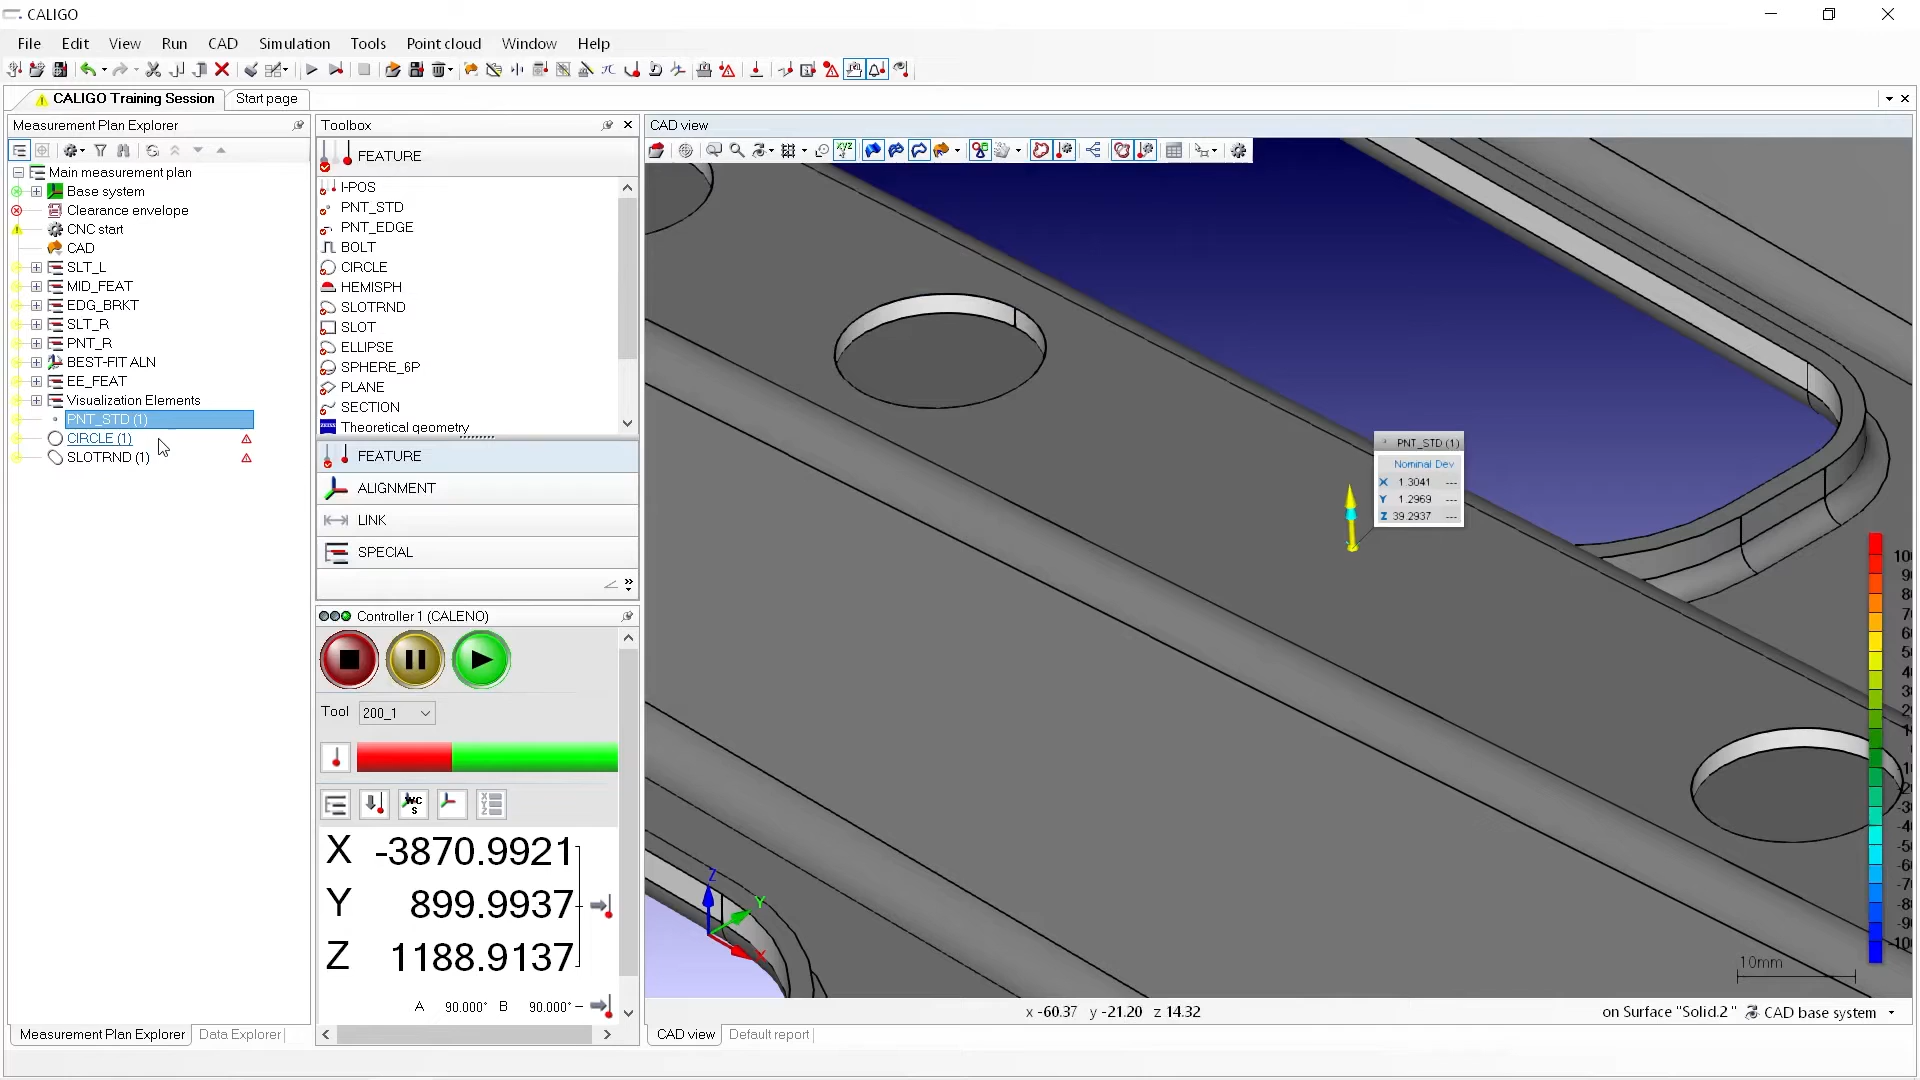 CALIGO
File Edit View Run CAD Simulation Tools Point cloud Window Help
CALIGO Training Session Start page
Measurement Plan Explorer
Main measurement plan
Base system
Clearance envelope
CNC start
CAD
SLT_L
MID_FEAT
EDG_BRKT
SLT_R
PNT_R
BEST-FIT ALN
EE_FEAT
Visualization Elements
PNT_STD (1)
CIRCLE (1)
SLOTRND (1)
Measurement Plan Explorer Data Explorer
Toolbox
FEATURE
I-POS
PNT_STD
PNT_EDGE
BOLT
CIRCLE
HEMISPH
SLOTRND
SLOT
ELLIPSE
SPHERE_6P
PLANE
SECTION
Theoretical geometry
FEATURE
ALIGNMENT
LINK
SPECIAL
Controller 1 (CALENO)
Tool 200_1
WC
S
X -3870.9921
Y 899.9937
Z 1188.9137
A 90.000° B 90.000°
CAD view
xyz
PNT_STD (1)
Nominal Dev
X 1.3041 ---
Y 1.2969 ---
Z 39.2937 ---
Z
Y
X
10mm
x -60.37 y -21.20 z 14.32
on Surface "Solid.2" CAD base system
CAD view Default report